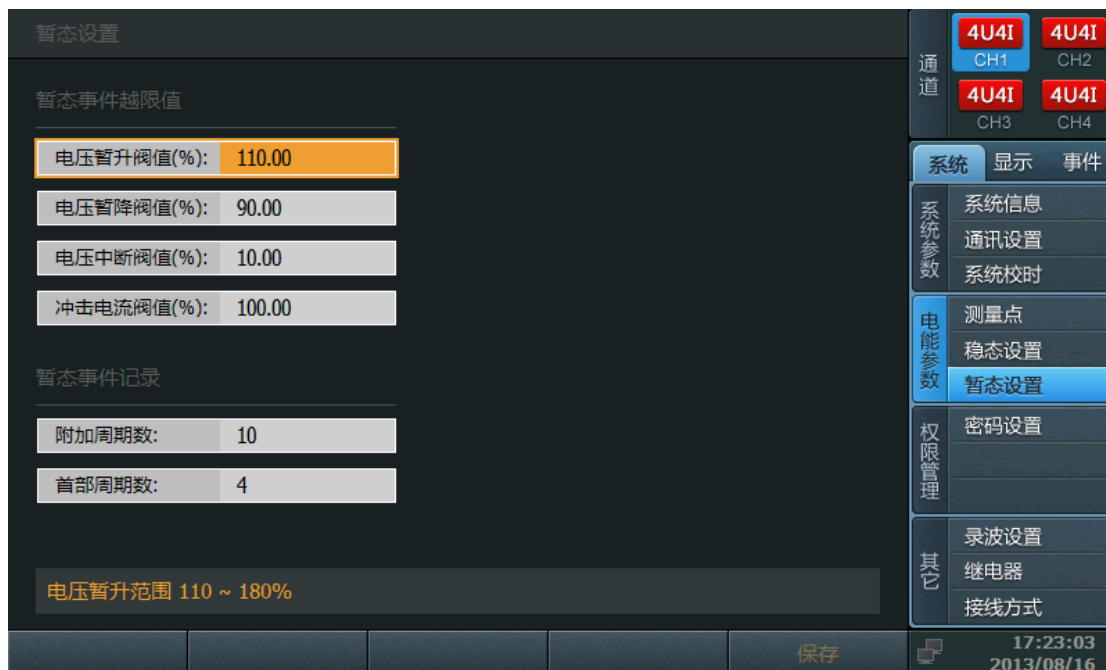 暂态设置
暂态事件越限值
电压暂升阀值(%): 110.00
电压暂降阀值(%): 90.00
电压中断阀值(%): 10.00
冲击电流阀值(%): 100.00
暂态事件记录
附加周期数: 10
首部周期数: 4
电压暂升范围 110 ~ 180%
保存
通道
4U4I 4U4I
CH1 CH2
4U4I 4U4I
CH3 CH4
系统 显示 事件
系统参数
系统信息
通讯设置
系统校时
电能参数
测量点
稳态设置
暂态设置
权限管理
密码设置
其它
录波设置
继电器
接线方式
17:23:03
2013/08/16